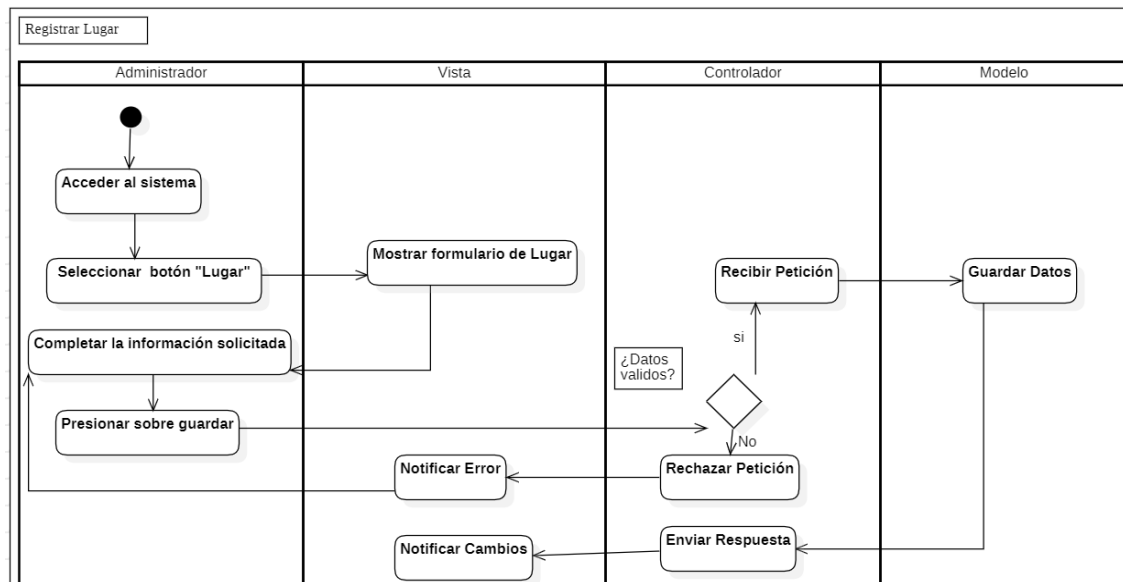 Registrar Lugar
Administrador
Vista
Controlador
Modelo
Acceder al sistema
Seleccionar  botón "Lugar"
Mostrar formulario de Lugar
Recibir Petición
Guardar Datos
Completar la información solicitada
si
¿Datos
validos?
Presionar sobre guardar
No
Notificar Error
Rechazar Petición
Notificar Cambios
Enviar Respuesta